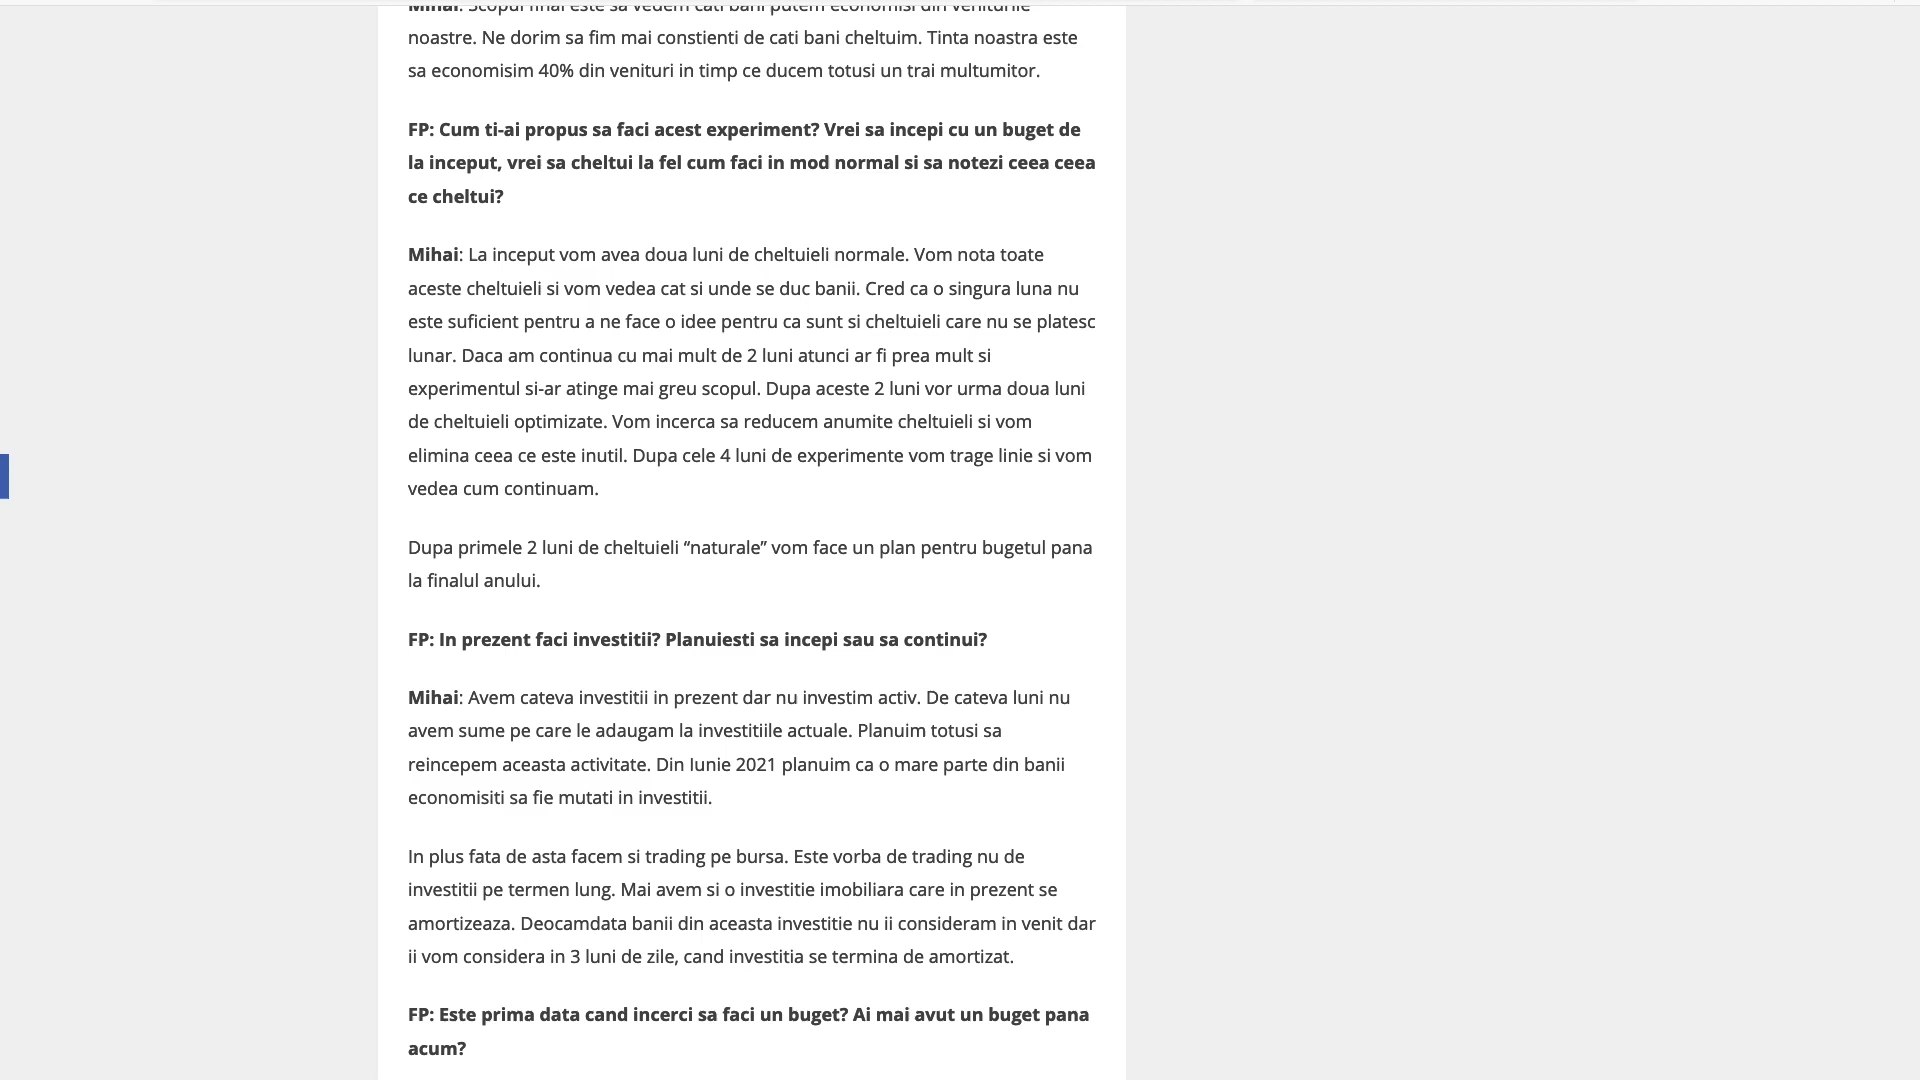 Mihai: Scopul final este sa vedem cati bani putem economisi din veniturile
noastre. Ne dorim sa fim mai constienti de cati bani cheltuim. Tinta noastra este
sa economisim 40% din venituri in timp ce ducem totusi un trai multumitor.
FP: Cum ti-ai propus sa faci acest experiment? Vrei sa incepi cu un buget de
la inceput, vrei sa cheltui la fel cum faci in mod normal si sa notezi ceea ceea
ce cheltui?
Mihai: La inceput vom avea doua luni de cheltuieli normale. Vom nota toate
aceste cheltuieli si vom vedea cat si unde se duc banii. Cred ca o singura luna nu
este suficient pentru a ne face o idee pentru ca sunt si cheltuieli care nu se platesc
lunar. Daca am continua cu mai mult de 2 luni atunci ar fi prea mult si
experimentul si-ar atinge mai greu scopul. Dupa aceste 2 luni vor urma doua luni
de cheltuieli optimizate. Vom incerca sa reducem anumite cheltuieli si vom
elimina ceea ce este inutil. Dupa cele 4 luni de experimente vom trage linie si vom
vedea cum continuam.
Dupa primele 2 luni de cheltuieli “naturale” vom face un plan pentru bugetul pana
la finalul anului.
FP: In prezent faci investitii? Planuiesti sa incepi sau sa continui?
Mihai: Avem cateva investitii in prezent dar nu investim activ. De cateva luni nu
avem sume pe care le adaugam la investitiile actuale. Planuim totusi sa
reincepem aceasta activitate. Din Iunie 2021 planuim ca o mare parte din banii
economisiti sa fie mutati in investitii.
In plus fata de asta facem si trading pe bursa. Este vorba de trading nu de
investitii pe termen lung. Mai avem si o investitie imobiliara care in prezent se
amortizeaza. Deocamdata banii din aceasta investitie nu ii consideram in venit dar
ii vom considera in 3 luni de zile, cand investitia se termina de amortizat.
FP: Este prima data cand incerci sa faci un buget? Ai mai avut un buget pana
acum?